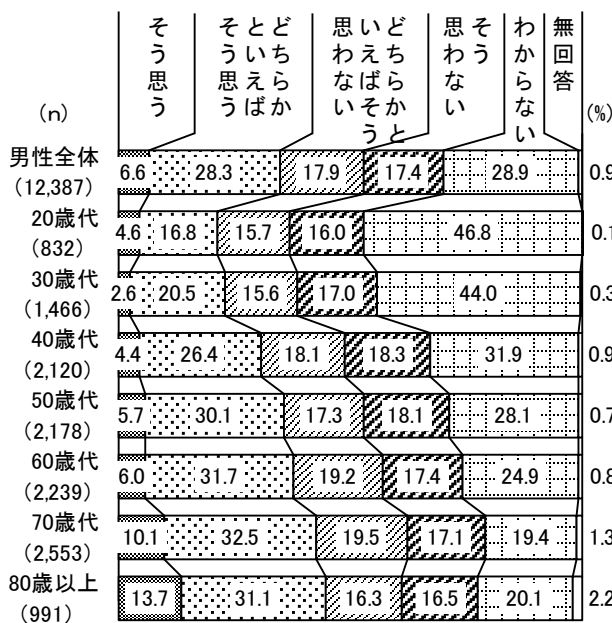 そう思う
どちらか
といえば
そう思う
どちらかと
いえばそう
思わない
そう
思わない
わからない
無回答
(n)
(%)
男性全体
(12,387)
6.6 28.3 17.9 17.4 28.9 0.9
20歳代
(832)
4.6 16.8 15.7 16.0 46.8 0.1
30歳代
(1,466)
2.6 20.5 15.6 17.0 44.0 0.3
40歳代
(2,120)
4.4 26.4 18.1 18.3 31.9 0.9
50歳代
(2,178)
5.7 30.1 17.3 18.1 28.1 0.7
60歳代
(2,239)
6.0 31.7 19.2 17.4 24.9 0.8
70歳代
(2,553)
10.1 32.5 19.5 17.1 19.4 1.3
80歳以上
(991)
13.7 31.1 16.3 16.5 20.1 2.2